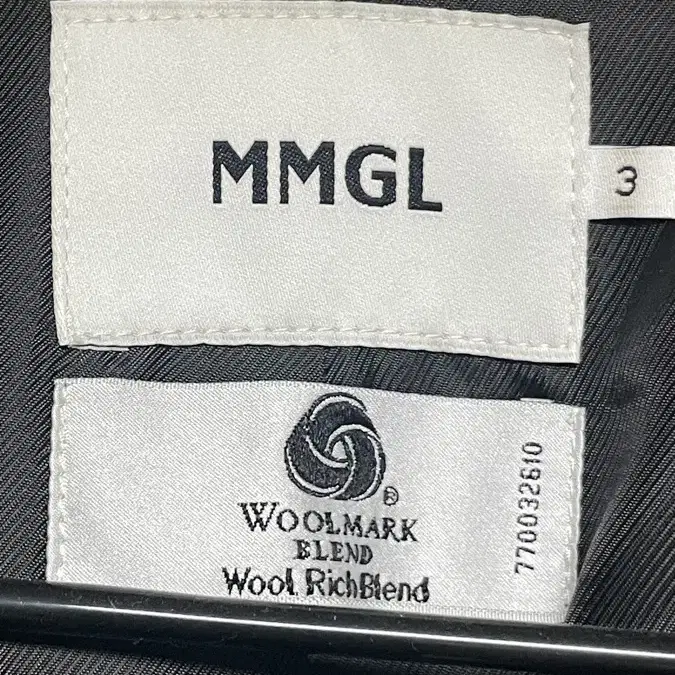 MMGL
3
®
WOOLMARK
BLEND
Wool RichBlend
770032610